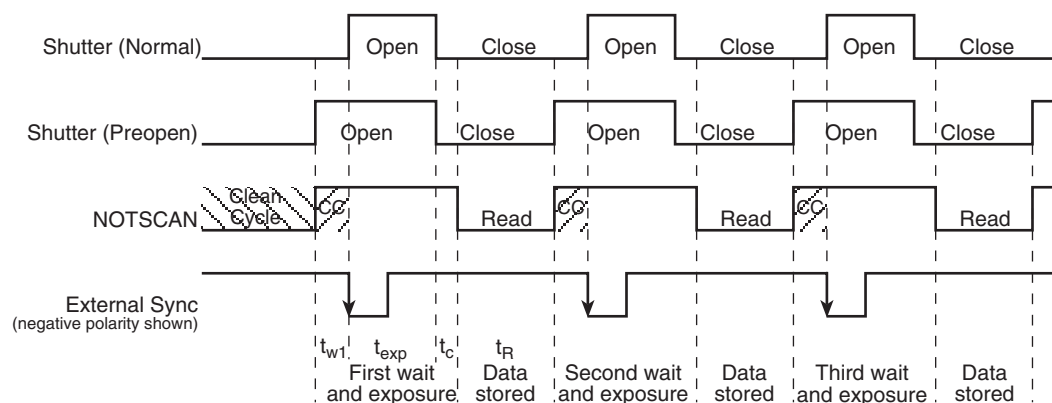 Shutter (Normal) Open Close Open Close Open Close
Shutter (Preopen) Open Close Open Close Open Close
Clean
Cycle
NOTSCAN CC Read CC Read CC Read
External Sync
(negative polarity shown)
tw1 texp tc tR
First wait
and exposure
Data
stored
Second wait
and exposure
Data
stored
Third wait
and exposure
Data
stored